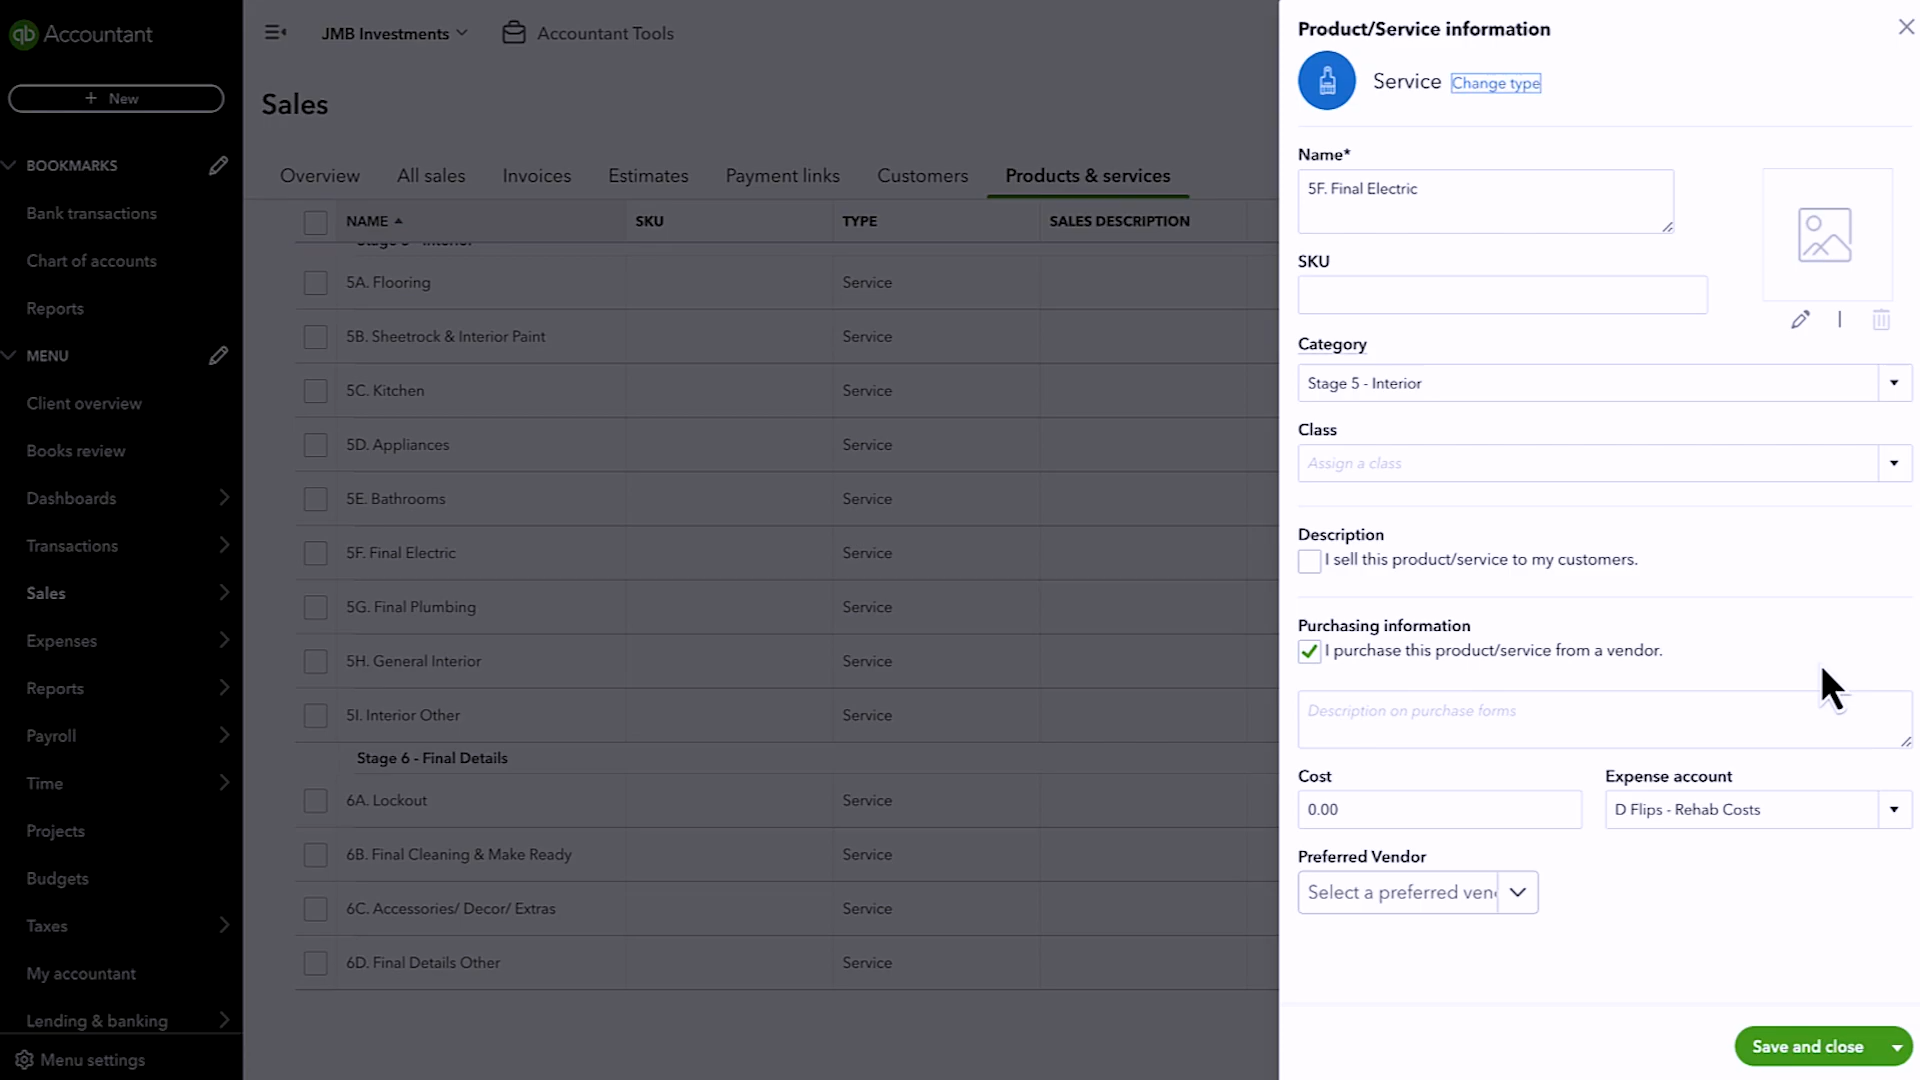 qb Accountant
+ New
BOOKMARKS
Bank transactions
Chart of accounts
Reports
MENU
Client overview
Books review
Dashboards
Transactions
Sales
Expenses
Reports
Payroll
Time
Projects
Budgets
Taxes
My accountant
Lending & banking
Menu settings
JMB Investments
Accountant Tools
Sales
Overview
All sales
Invoices
Estimates
Payment links
Customers
Products & services
NAME SKU TYPE SALES DESCRIPTION
Stage 5 - Interior
5A. Flooring Service
5B. Sheetrock & Interior Paint Service
5C. Kitchen Service
5D. Appliances Service
5E. Bathrooms Service
5F. Final Electric Service
5G. Final Plumbing Service
5H. General Interior Service
5I. Interior Other Service
Stage 6 - Final Details
6A. Lockout Service
6B. Final Cleaning & Make Ready Service
6C. Accessories/ Decor/ Extras Service
6D. Final Details Other Service
Product/Service information
Service Change type
Name*
5F. Final Electric
SKU
Category
Stage 5 - Interior
Class
Assign a class
Description
I sell this product/service to my customers.
Purchasing information
I purchase this product/service from a vendor.
Description on purchase forms
Cost Expense account
0.00 D Flips - Rehab Costs
Preferred Vendor
Select a preferred ven
Save and close